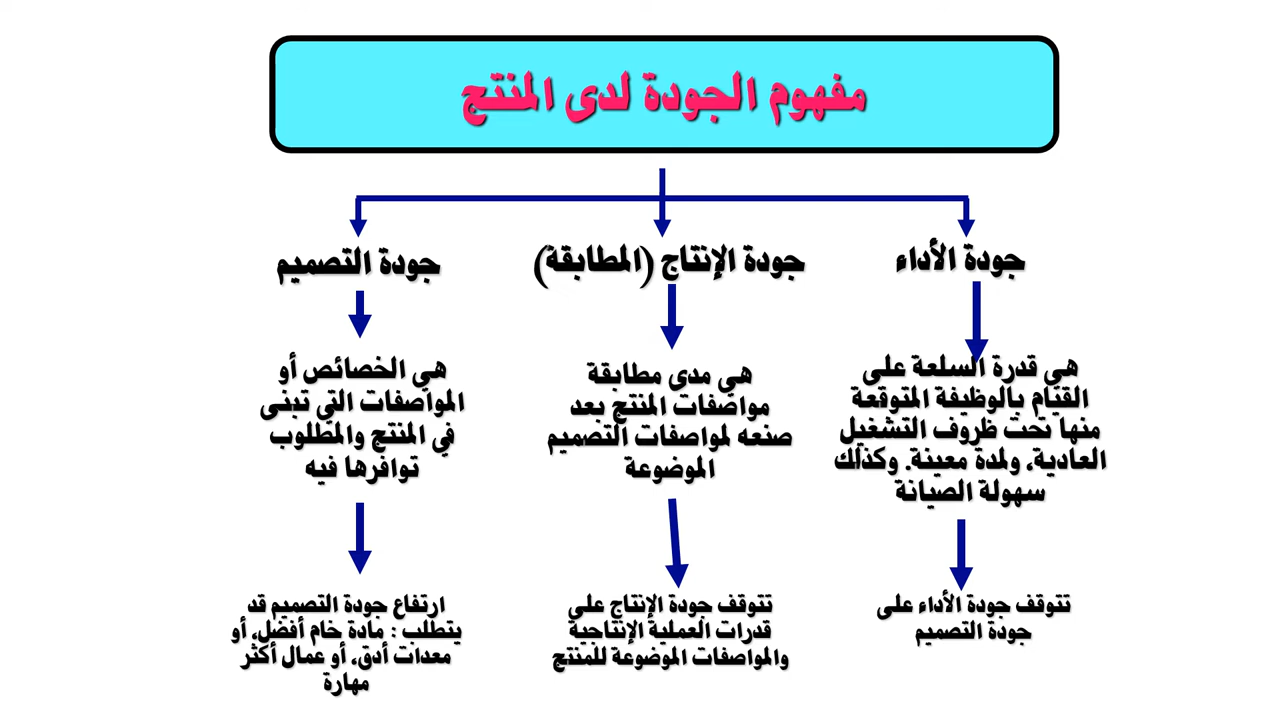 مفهوم الجودة لدى المنتج
جودة الأداء
هي قدرة السلعة على
القيام بالوظيفة المتوقعة
منها تحت ظروف التشغيل
العادية، ولمدة معينة. وكذلك
سهولة الصيانة
تتوقف جودة الأداء على
جودة التصميم
جودة الإنتاج (المطابقة)
هي مدى مطابقة
مواصفات المنتج بعد
صنعه لمواصفات التصميم
الموضوعة
تتوقف جودة الإنتاج على
قدرات العملية الإنتاجية
والمواصفات الموضوعة للمنتج
جودة التصميم
هي الخصائص أو
المواصفات التي تبنى
في المنتج والمطلوب
توافرها فيه
ارتفاع جودة التصميم قد
يتطلب : مادة خام أفضل، أو
معدات أدق، أو عمال أكثر
مهارة